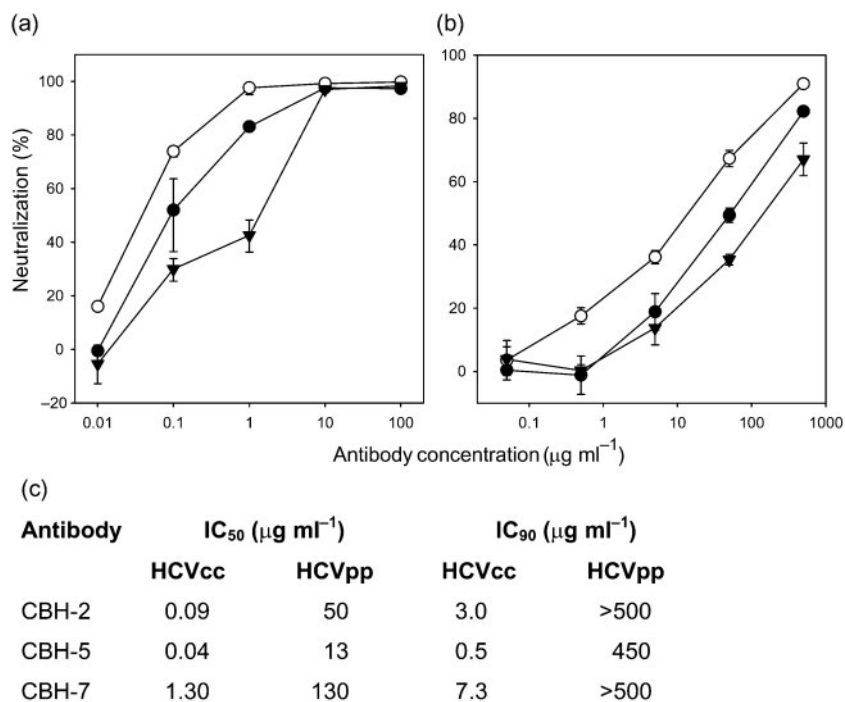 (a)
(b)
100
80
60
40
20
0
–20
Neutralization (%)
0.01 0.1 1 10 100
100
80
60
40
20
0
0.1 1 10 100 1000
Antibody concentration (μg ml⁻¹)
(c)
Antibody IC₅₀ (μg ml⁻¹) IC₉₀ (μg ml⁻¹)
HCVcc HCVpp HCVcc HCVpp
CBH-2 0.09 50 3.0 >500
CBH-5 0.04 13 0.5 450
CBH-7 1.30 130 7.3 >500